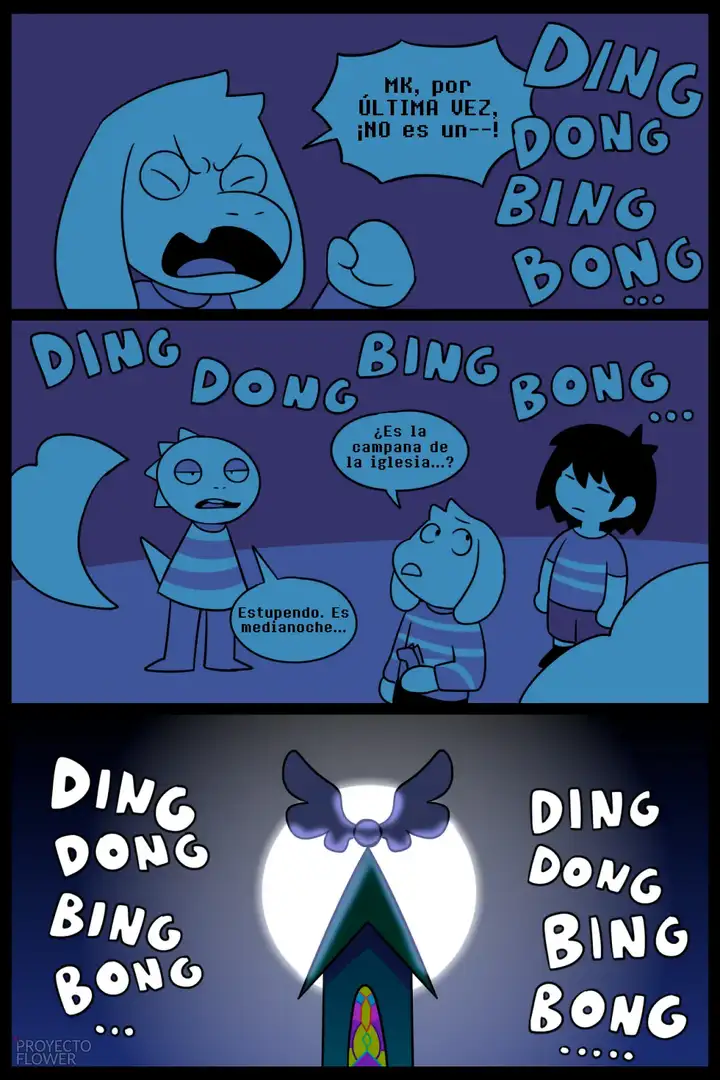 MK, por
ÚLTIMA VEZ,
¡NO es un--!
DING
DONG
BING
BONG
...
DING
DONG
BING
BONG
...
¿Es la
campana de
la iglesia...?
Estupendo. Es
medianoche...
DING
DONG
BING
BONG
...
DING
DONG
BING
BONG
.....
PROYECTO
FLOWER